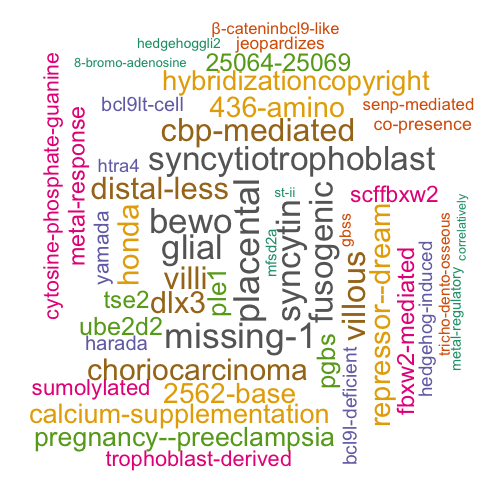 β-cateninbcl9-like
hedgehoggli2 jeopardizes
8-bromo-adenosine 25064-25069
hybridizationcopyright
bcl9lt-cell 436-amino senp-mediated
cbp-mediated co-presence
cytosine-phosphate-guanine
metal-response
htra4 syncytiotrophoblast
distal-less st-ii scffbxw2
yamada
honda
bewo
glial
placental
mfsd2a
syncytin
fusogenic
gbss
villous
repressor---dream
fbxw2-mediated
hedgehog-induced
tricho-dento-osseous
metal-regulatory
correlatively
villi
ple1
tse2 dlx3
ube2d2
harada missing-1
pgbs
bcl9l-deficient
choriocarcinoma
sumolylated 2562-base
calcium-supplementation
pregnancy--preeclampsia
trophoblast-derived